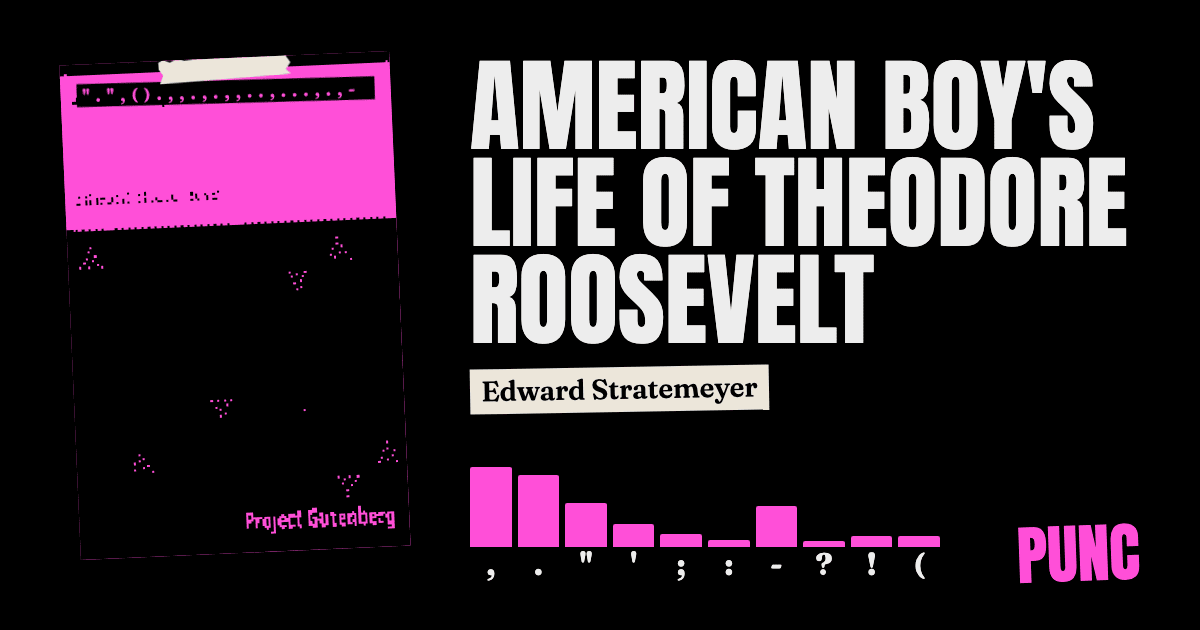 ".",().,,.,.,,..,...,.,-
Project Gutenberg
AMERICAN BOY'S
LIFE OF THEODORE
ROOSEVELT
Edward Stratemeyer
, . " ' ; : - ? ! (
PUNC